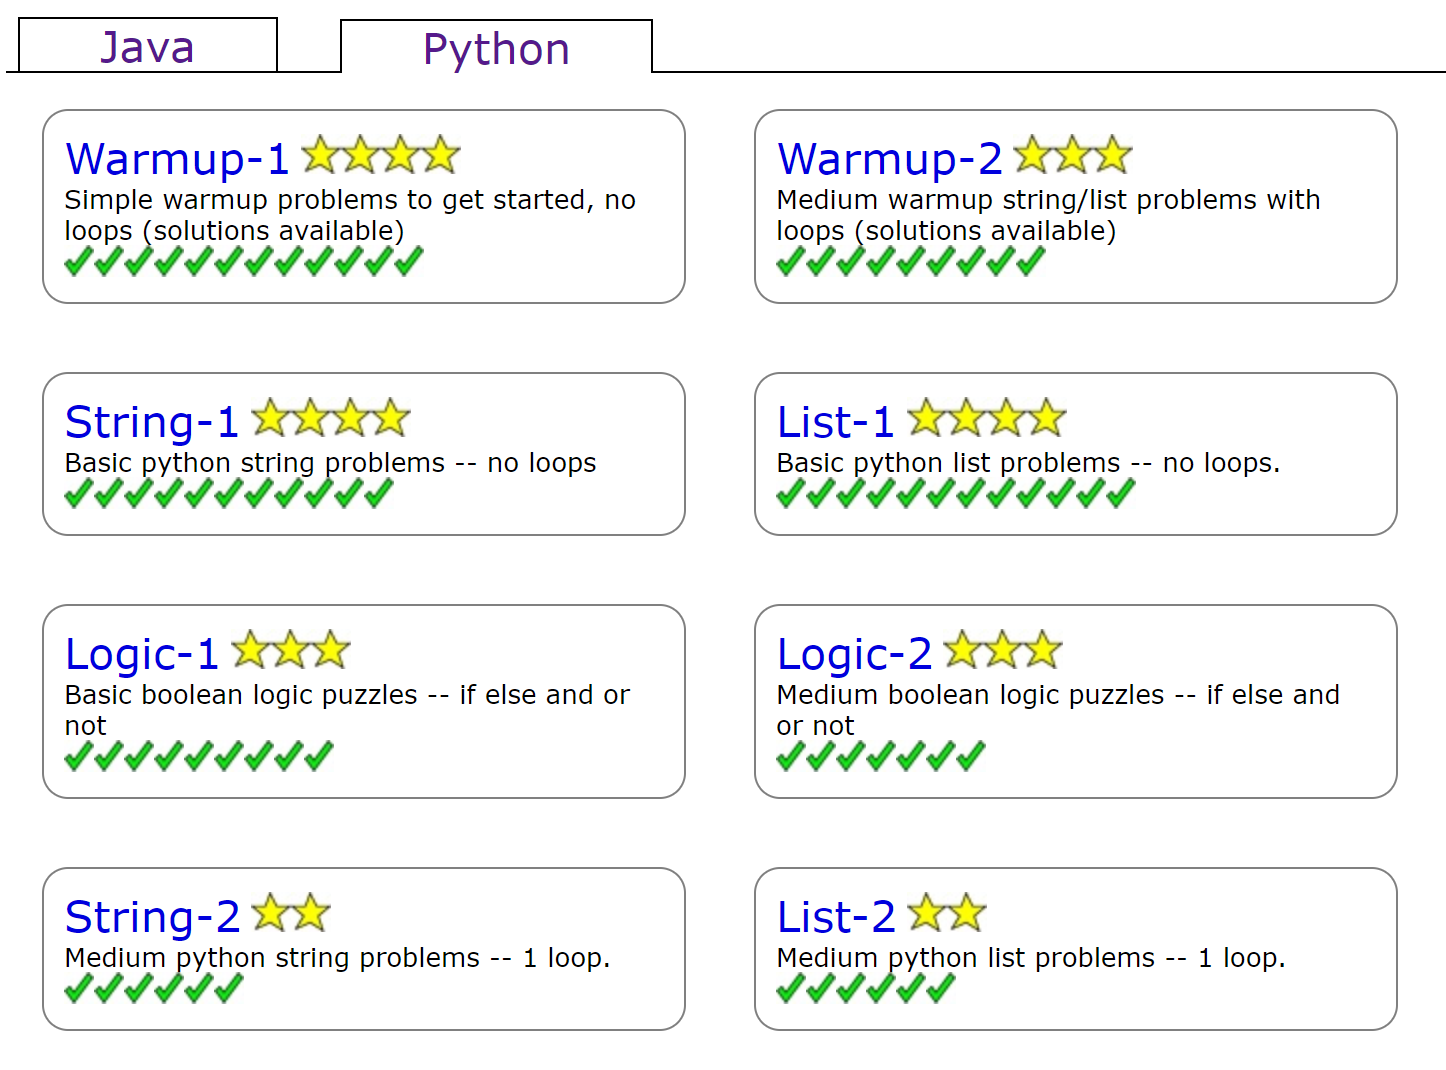 Java
Python
Warmup-1
Simple warmup problems to get started, no
loops (solutions available)
Warmup-2
Medium warmup string/list problems with
loops (solutions available)
String-1
Basic python string problems -- no loops
List-1
Basic python list problems -- no loops.
Logic-1
Basic boolean logic puzzles -- if else and or
not
Logic-2
Medium boolean logic puzzles -- if else and
or not
String-2
Medium python string problems -- 1 loop.
List-2
Medium python list problems -- 1 loop.